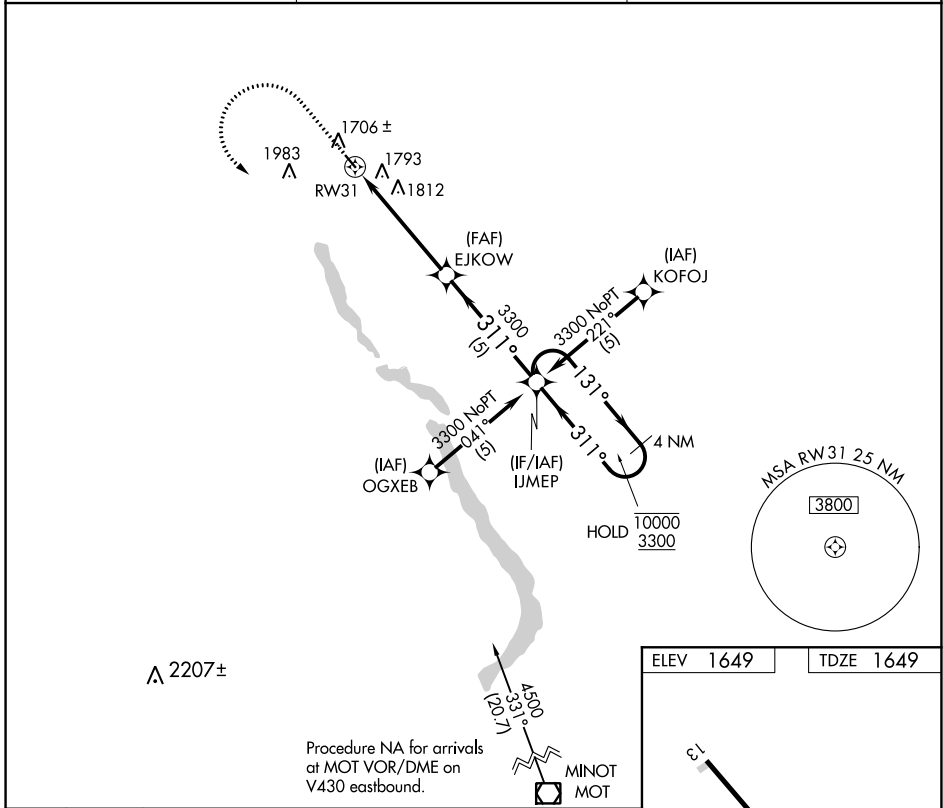 1706 ±
1983
1793
1812
RW31
(FAF)
EJKOW
(IAF)
KOFOJ
3300
311°
(5)
3300 NoPT
221°
(5)
131°
3300 NoPT
041°
(5)
311°
4 NM
(IAF)
OGXEB
(IF/IAF)
IJMEP
HOLD
10000
3300
MSA RW31 25 NM
3800
2207±
4500
331°
(20.7)
Procedure NA for arrivals
at MOT VOR/DME on
V430 eastbound.
MINOT
MOT
ELEV 1649
TDZE 1649
13